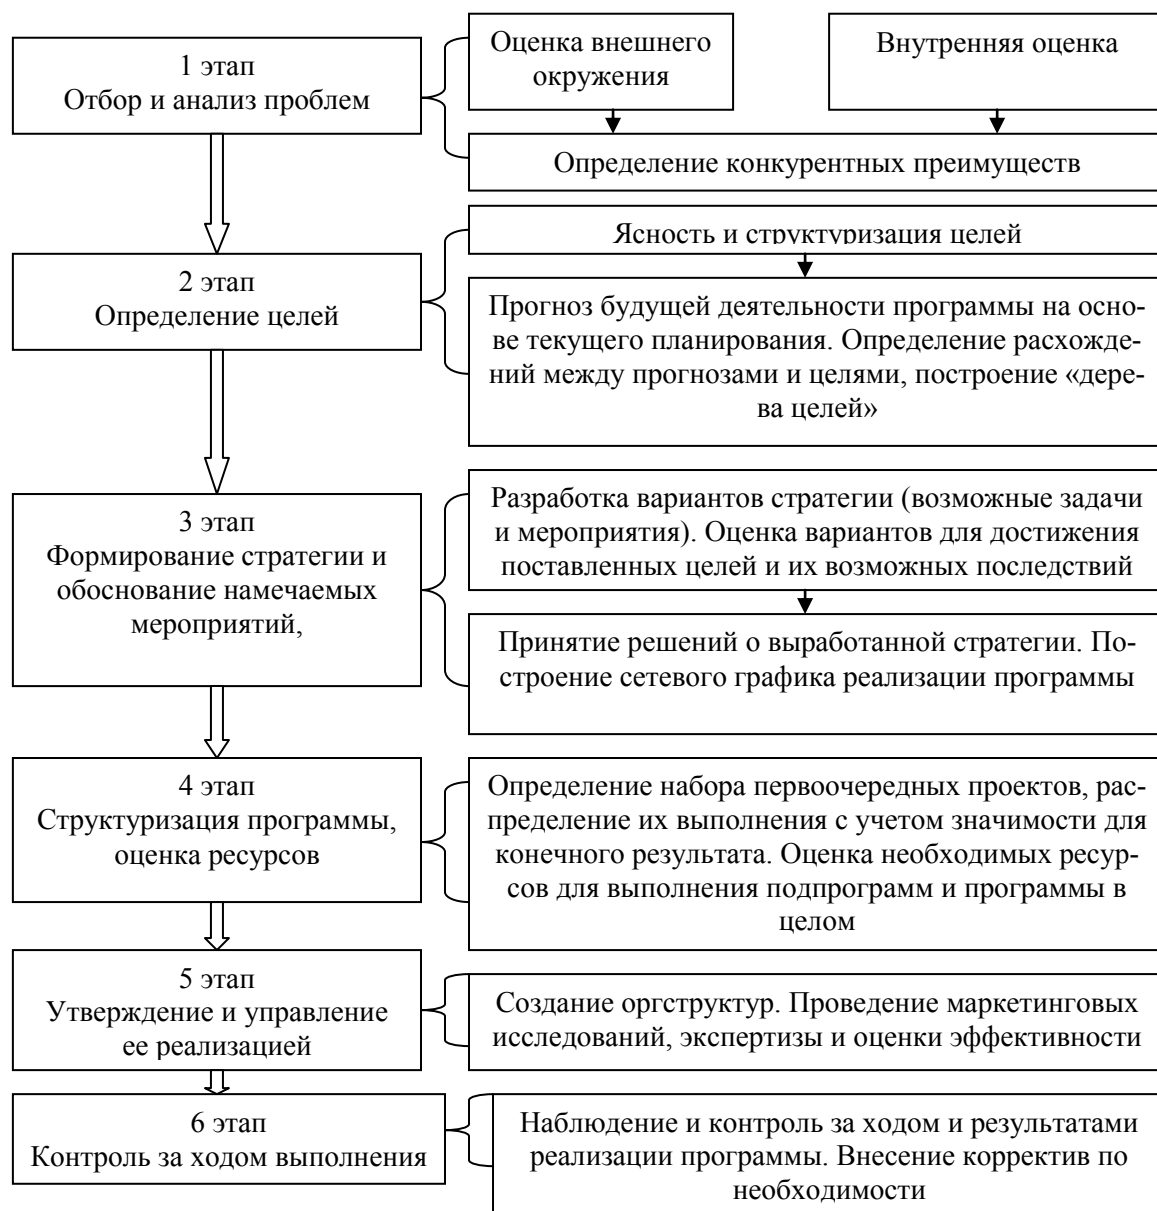 1 этап
Отбор и анализ проблем
Оценка внешнего
окружения
Внутренняя оценка
Определение конкурентных преимуществ
2 этап
Определение целей
Ясность и структуризация целей
Прогноз будущей деятельности программы на осно-
ве текущего планирования. Определение расхожде-
ний между прогнозами и целями, построение «дере-
ва целей»
3 этап
Формирование стратегии и
обоснование намечаемых
мероприятий,
Разработка вариантов стратегии (возможные задачи
и мероприятия). Оценка вариантов для достижения
поставленных целей и их возможных последствий
Принятие решений о выработанной стратегии. По-
строение сетевого графика реализации программы
4 этап
Структуризация программы,
оценка ресурсов
Определение набора первоочередных проектов, рас-
пределение их выполнения с учетом значимости для
конечного результата. Оценка необходимых ресур-
сов для выполнения подпрограмм и программы в
целом
5 этап
Утверждение и управление
ее реализацией
Создание оргструктур. Проведение маркетинговых
исследований, экспертизы и оценки эффективности
6 этап
Контроль за ходом выполнения
Наблюдение и контроль за ходом и результатами
реализации программы. Внесение корректив по
необходимости